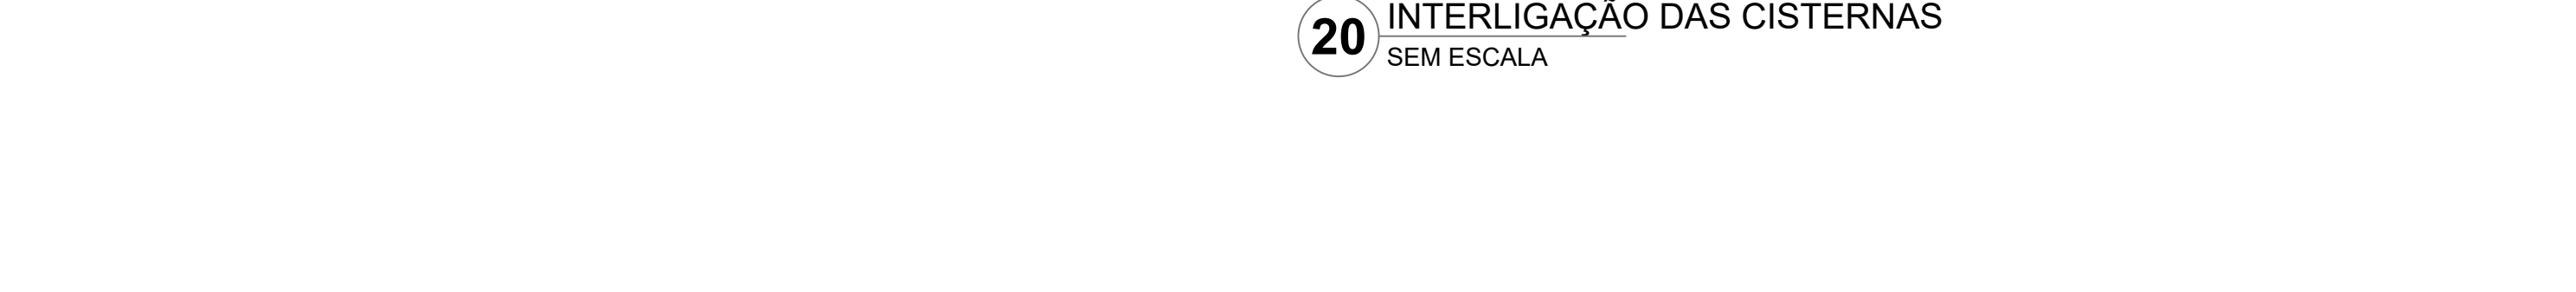 20
INTERLIGAÇÃO DAS CISTERNAS
SEM ESCALA